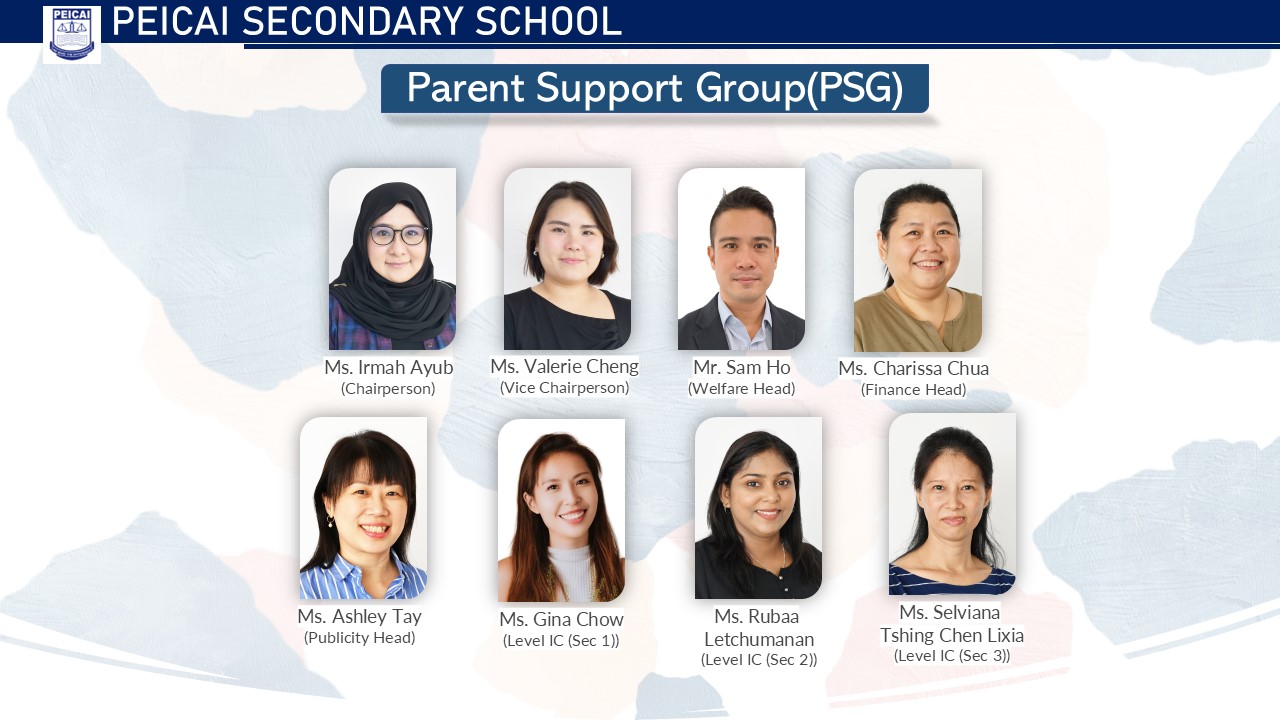 PEICAI
PEICAI SECONDARY SCHOOL
Parent Support Group(PSG)
Ms. Irmah Ayub
(Chairperson)
Ms. Valerie Cheng
(Vice Chairperson)
Mr. Sam Ho
(Welfare Head)
Ms. Charissa Chua
(Finance Head)
Ms. Ashley Tay
(Publicity Head)
Ms. Gina Chow
(Level IC (Sec 1))
Ms. Rubaa
Letchumanan
(Level IC (Sec 2))
Ms. Selviana
Tshing Chen Lixia
(Level IC (Sec 3))